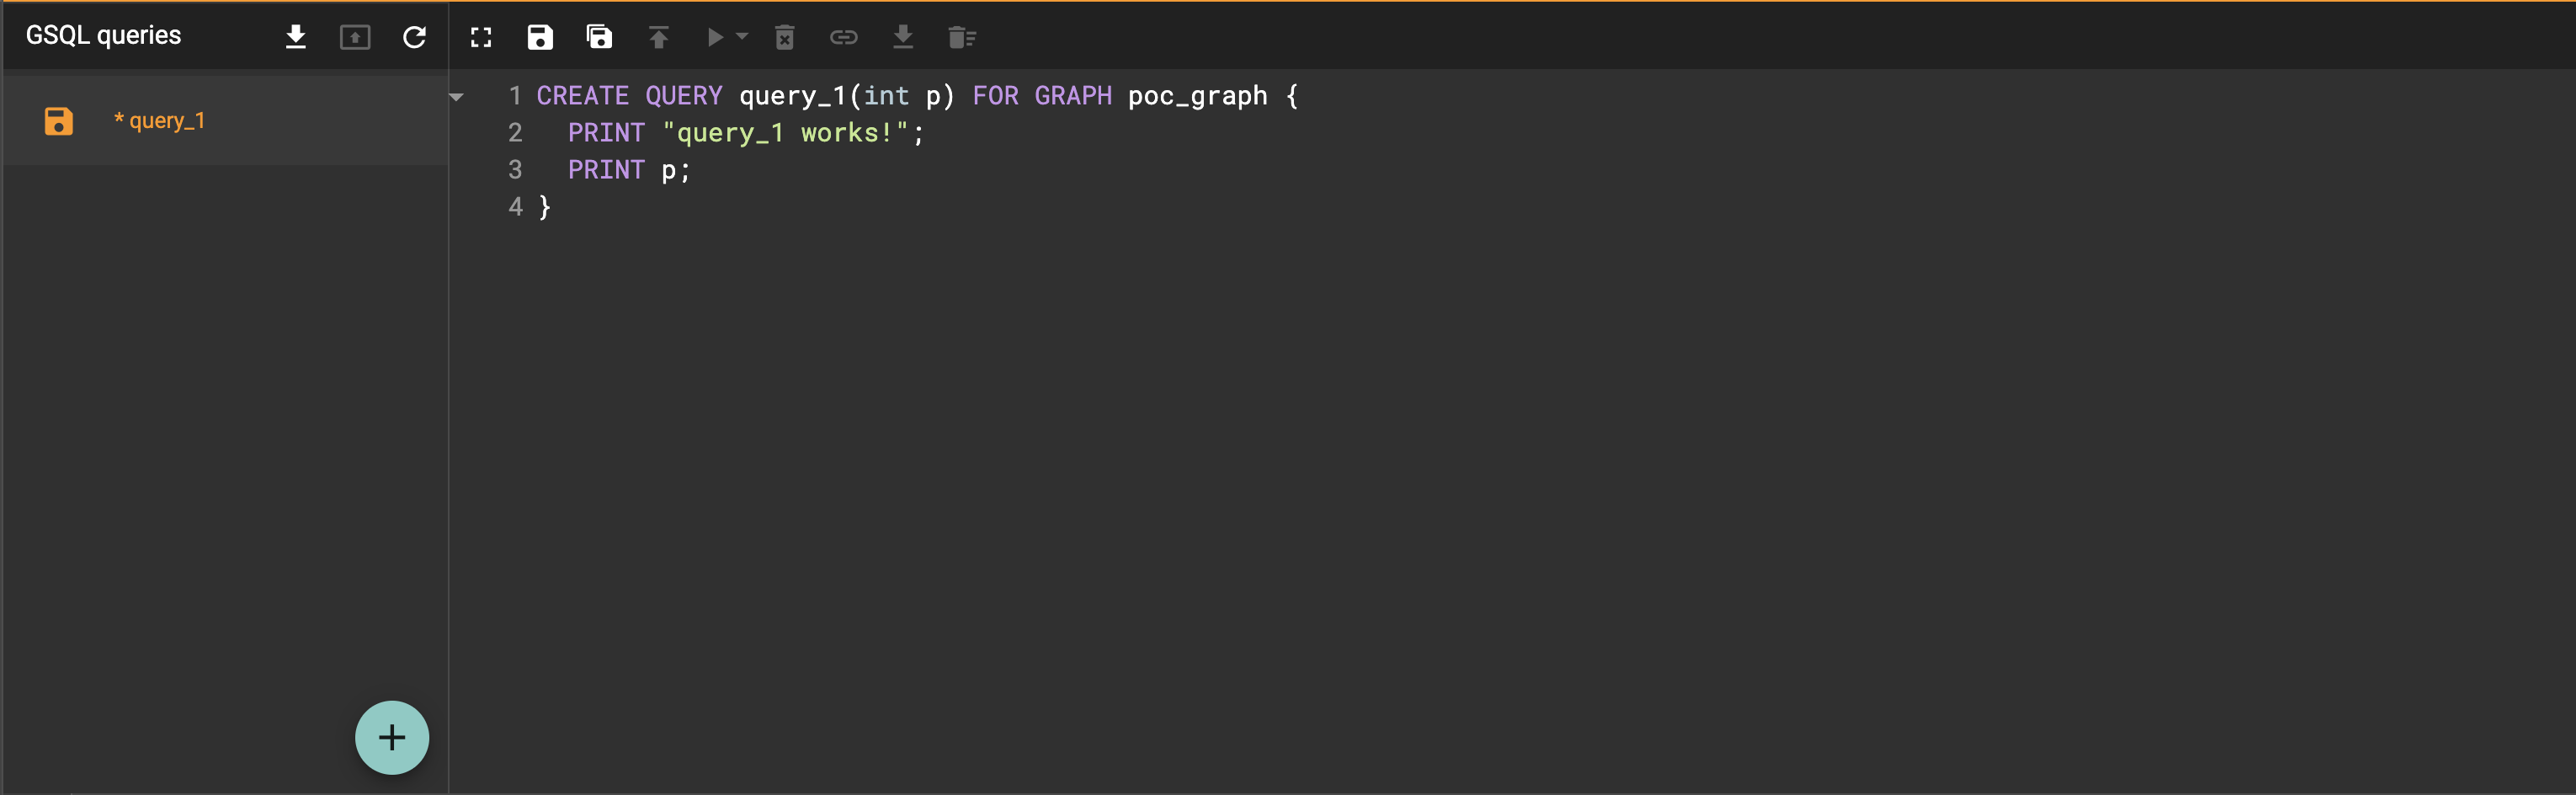 GSQL queries
* query_1
1 CREATE QUERY query_1(int p) FOR GRAPH poc_graph {
2   PRINT "query_1 works!";
3   PRINT p;
4 }